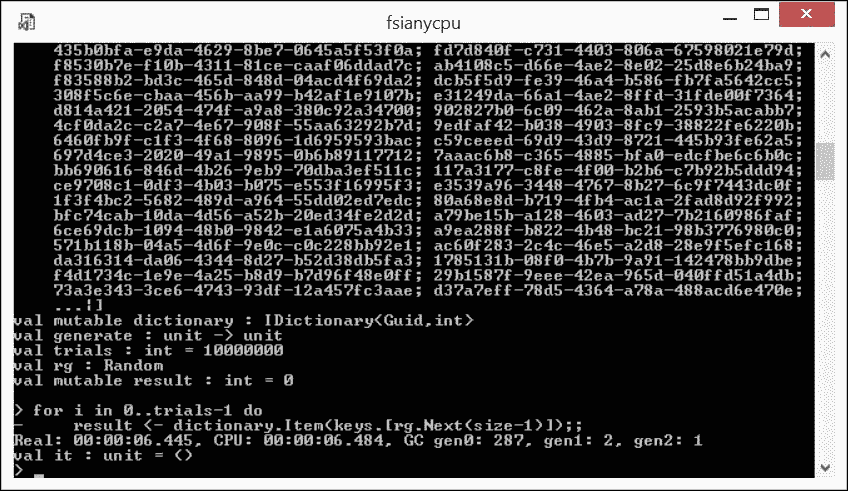 fsianycpu
435b0bfa-e9da-4629-8be7-0645a5f53f0a; fd7d840f-c731-4403-806a-67598021e79d;
f8530b7e-f10b-4311-81ce-caaf06ddad7c; ab4108c5-d66e-4ae2-8e02-25d8e6b24ba9;
f83588b2-bd3c-465d-848d-04acd4f69da2; dcb5f5d9-fe39-46a4-b586-fb7fa5642cc5;
308f5c6e-cbaa-456b-aa99-b42af1e9107b; e31249da-66a1-4ae2-8ffd-31fde00f7364;
d814a421-2054-474f-a9a8-380c92a34700; 902827b0-6c09-462a-8ab1-2593b5acabb7;
4cf0da2c-c2a7-4e67-908f-55aa63292b7d; 9edfaf42-b038-4903-8fc9-38822fe6220b;
6460fb9f-c1f3-4f68-8096-1d6959593bac; c59ceeed-69d9-43d9-8721-445b93fe62a5;
697d4ce3-2020-49a1-9895-0b6b89117712; 7aaac6b8-c365-4885-bfa0-edcfbe6c6b0c;
bb690616-846d-4b26-9eb9-70dba3ef511c; 117a3177-c8fe-4f00-b2b6-c7b92b5ddd94;
ce9708c1-0df3-4b03-b075-e553f16995f3; e3539a96-3448-4767-8b27-6c9f7443dc0f;
1f3f4bc2-5682-489d-a964-55dd02ed7edc; 80a68e8d-b719-4fb4-ac1a-2fad8d92f992;
bfc74cab-10da-4d56-a52b-20ed34fe2d2d; a79be15b-a128-4603-ad27-7b2160986faf;
6ce69dcb-1094-48b0-9842-e1a6075a4b33; a9ea288f-b822-4b48-bc21-98b3776980c0;
571b118b-04a5-4d6f-9e0c-c0c228bb92e1; ac60f283-2c4c-46e5-a2d8-28e9f5efc168;
da316314-da06-4344-8d27-b52d38db5fa3; 1785131b-08f0-4b7b-9a91-142478bb9dbe;
f4d1734c-1e9e-4a25-b8d9-b7d96f48e0ff; 29b1587f-9eee-42ea-965d-040ffd51a4db;
73a3e343-3ce6-4743-93df-12a457fc3aae; d37a7eff-78d5-4364-a78a-488acd6e470e;
...|]
val mutable dictionary : IDictionary<Guid,int>
val generate : unit -> unit
val trials : int = 10000000
val rg : Random
val mutable result : int = 0
> for i in 0..trials-1 do
-     result <- dictionary.Item(keys.[rg.Next(size-1)]);;
Real: 00:00:06.445, CPU: 00:00:06.484, GC gen0: 287, gen1: 2, gen2: 1
val it : unit = ()
> _